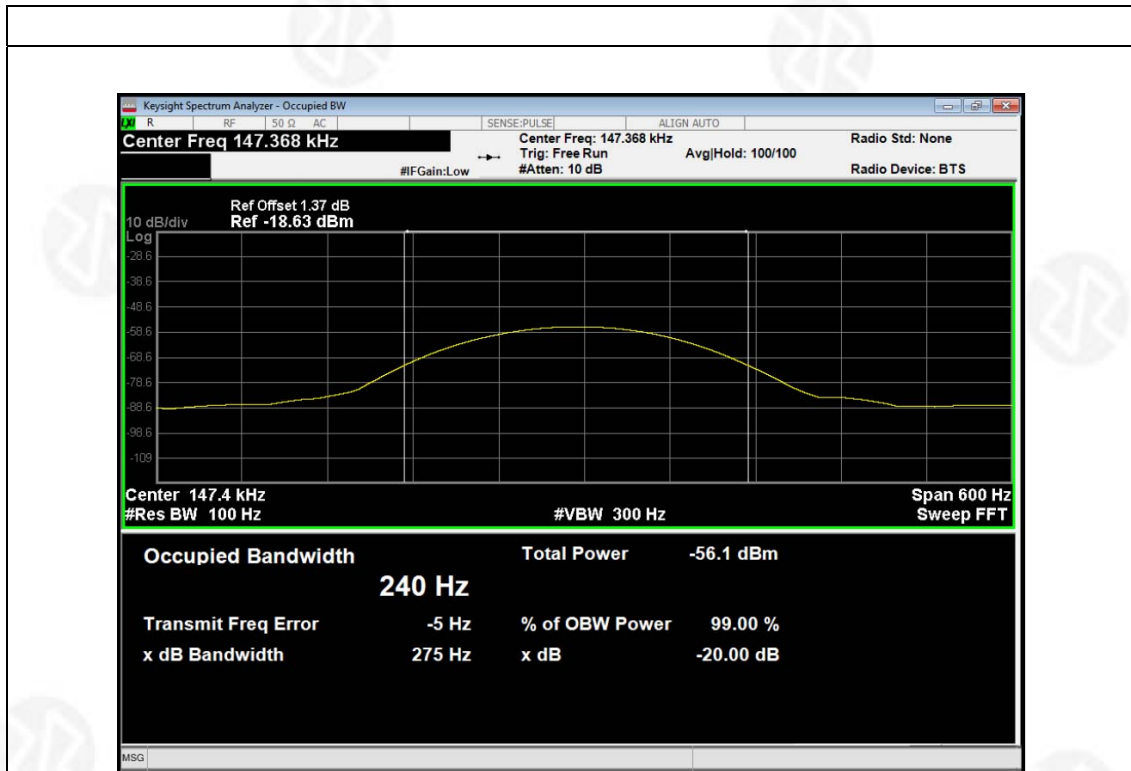 Keysight Spectrum Analyzer - Occupied BW
LXI R RF 50 Ω AC SENSE:PULSE ALIGN AUTO
Center Freq 147.368 kHz Center Freq: 147.368 kHz Radio Std: None
Trig: Free Run Avg|Hold: 100/100
#IFGain:Low #Atten: 10 dB Radio Device: BTS
Ref Offset 1.37 dB
10 dB/div Ref -18.63 dBm
Log
-28.6
-38.6
-48.6
-58.6
-68.6
-78.6
-88.6
-98.6
-109
Center 147.4 kHz Span 600 Hz
#Res BW 100 Hz #VBW 300 Hz Sweep FFT
Occupied Bandwidth Total Power -56.1 dBm
240 Hz
Transmit Freq Error -5 Hz % of OBW Power 99.00 %
x dB Bandwidth 275 Hz x dB -20.00 dB
MSG